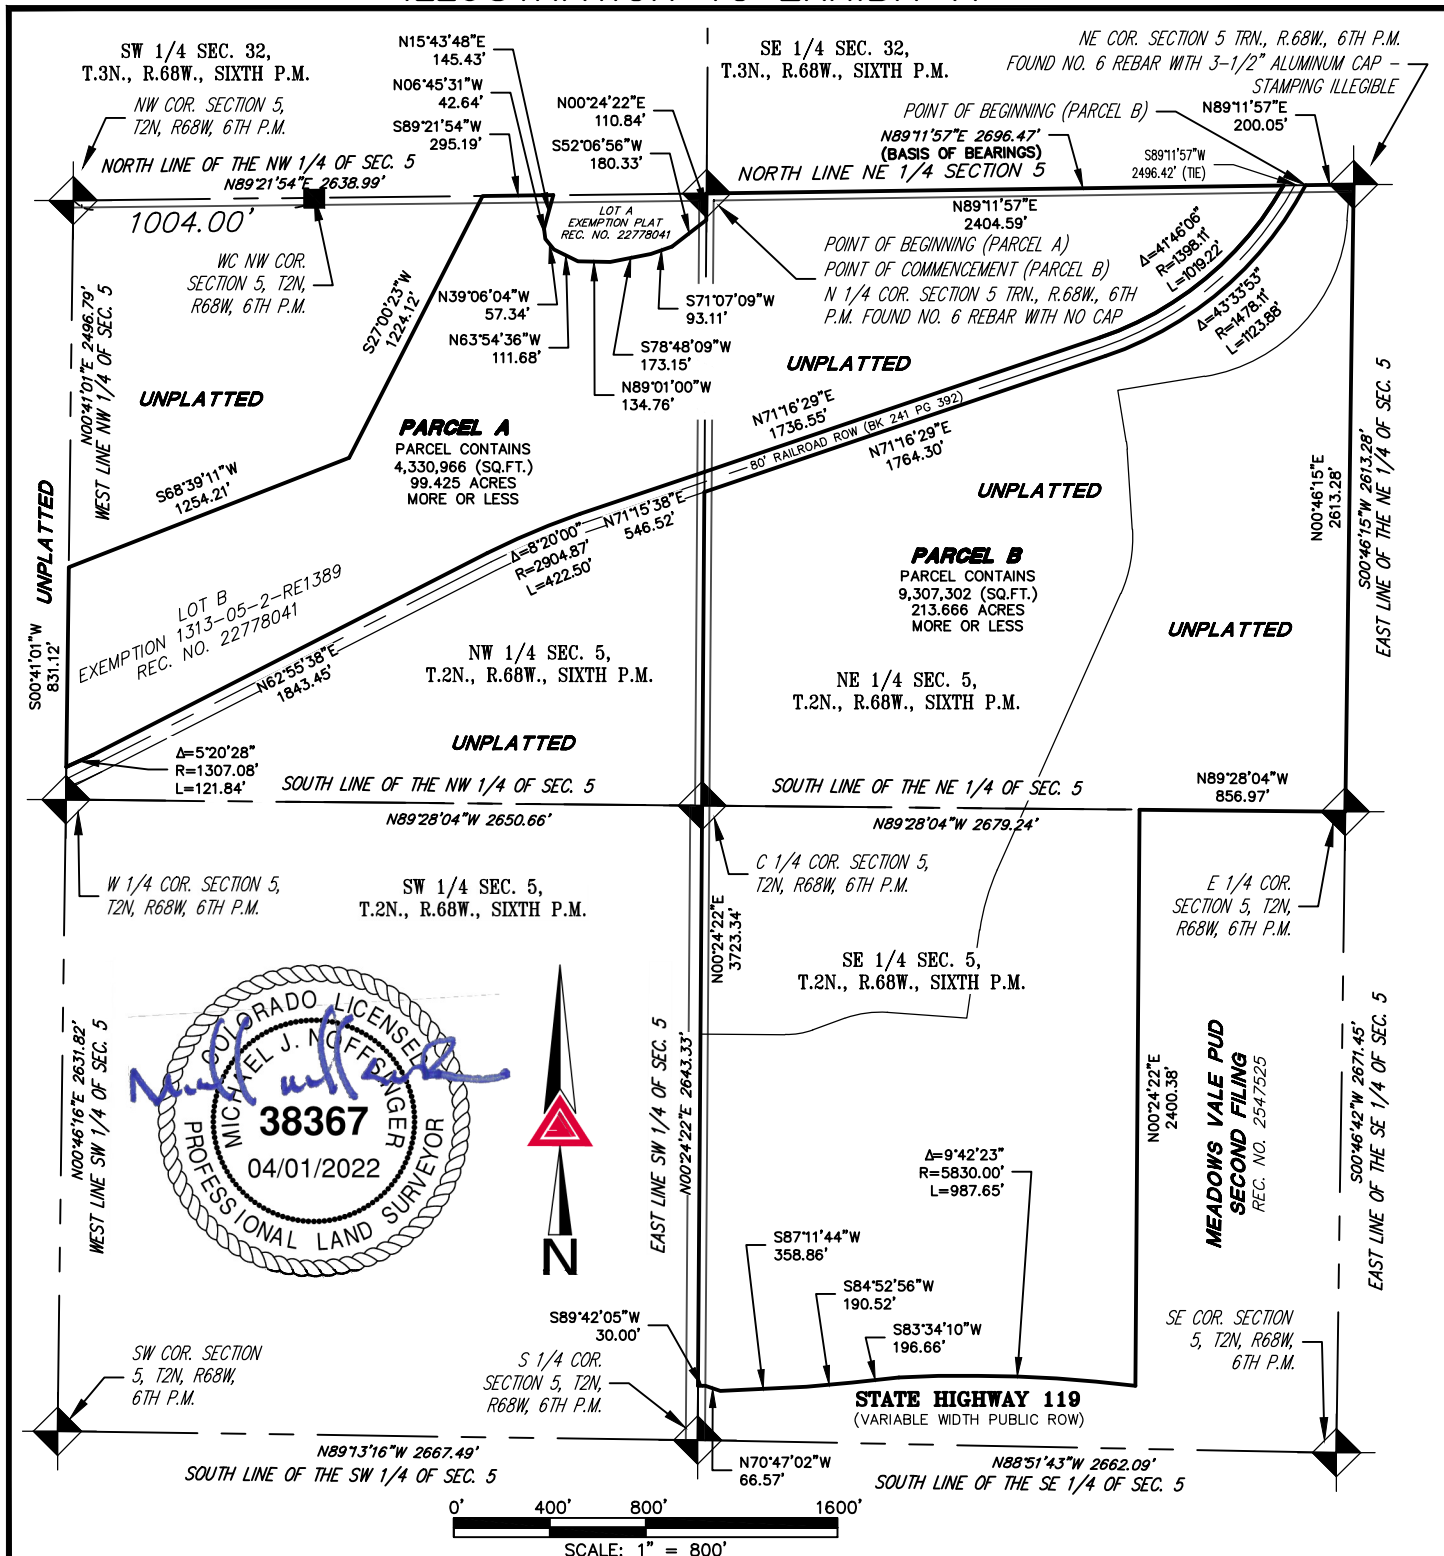 SW 1/4 SEC. 32,
T.3N., R.68W., SIXTH P.M.
NW COR. SECTION 5,
T2N, R68W, 6TH P.M.
NORTH LINE OF THE NW 1/4 OF SEC. 5
N89°21'54"E 2638.99'
1004.00'
WC NW COR.
SECTION 5, T2N,
R68W, 6TH P.M.
N15°43'48"E
145.43'
N06°45'31"W
42.64'
S89°21'54"W
295.19'
N00°24'22"E
110.84'
S52°06'56"W
180.33'
LOT A
EXEMPTION PLAT
REC. NO. 22778041
SE 1/4 SEC. 32,
T.3N., R.68W., SIXTH P.M.
NE COR. SECTION 5 TRN., R.68W., 6TH P.M.
FOUND NO. 6 REBAR WITH 3-1/2" ALUMINUM CAP -
STAMPING ILLEGIBLE
POINT OF BEGINNING (PARCEL B)
N89°11'57"E
200.05'
N89°11'57"E 2696.47'
(BASIS OF BEARINGS)
S89°11'57"W
2496.42' (TIE)
NORTH LINE NE 1/4 SECTION 5
N89°11'57"E
2404.59'
POINT OF BEGINNING (PARCEL A)
POINT OF COMMENCEMENT (PARCEL B)
N 1/4 COR. SECTION 5 TRN., R.68W., 6TH
P.M. FOUND NO. 6 REBAR WITH NO CAP
Δ=41°46'06"
R=1398.11'
L=1019.22'
Δ=43°33'53"
R=1478.11'
L=1123.88'
N39°06'04"W
57.34'
N63°54'36"W
111.68'
S71°07'09"W
93.11'
S78°48'09"W
173.15'
N89°01'00"W
134.76'
N00°41'01"E 2496.79'
WEST LINE NW 1/4 OF SEC. 5
S27°00'23"W
1224.12'
UNPLATTED
UNPLATTED
PARCEL A
PARCEL CONTAINS
4,330,966 (SQ.FT.)
99.425 ACRES
MORE OR LESS
S68°39'11"W
1254.21'
UNPLATTED
N71°16'29"E
1736.55'
80' RAILROAD ROW (BK 241 PG 392)
N71°16'29"E
1764.30'
UNPLATTED
N71°15'38"E
546.52'
Δ=8°20'00"
R=2904.87'
L=422.50'
N00°46'15"E
2613.28'
S00°46'15"W 2613.28'
EAST LINE OF THE NE 1/4 OF SEC. 5
PARCEL B
PARCEL CONTAINS
9,307,302 (SQ.FT.)
213.666 ACRES
MORE OR LESS
LOT B
EXEMPTION 1313-05-2-RE1389
REC. NO. 22778041
S00°41'01"W
831.12'
N62°55'38"E
1843.45'
NW 1/4 SEC. 5,
T.2N., R.68W., SIXTH P.M.
NE 1/4 SEC. 5,
T.2N., R.68W., SIXTH P.M.
UNPLATTED
UNPLATTED
Δ=5°20'28"
R=1307.08'
L=121.84'
SOUTH LINE OF THE NW 1/4 OF SEC. 5
N89°28'04"W 2650.66'
SOUTH LINE OF THE NE 1/4 OF SEC. 5
N89°28'04"W 2679.24'
N89°28'04"W
856.97'
W 1/4 COR. SECTION 5,
T2N, R68W, 6TH P.M.
SW 1/4 SEC. 5,
T.2N., R.68W., SIXTH P.M.
C 1/4 COR. SECTION 5,
T2N, R68W, 6TH P.M.
E 1/4 COR.
SECTION 5, T2N,
R68W, 6TH P.M.
N00°24'22"E
3723.34'
SE 1/4 SEC. 5,
T.2N., R.68W., SIXTH P.M.
N00°46'16"E 2631.82'
WEST LINE SW 1/4 OF SEC. 5
COLORADO LICENSED
MICHAEL J. NOFFSINGER
38367
04/01/2022
PROFESSIONAL LAND SURVEYOR
N
EAST LINE SW 1/4 OF SEC. 5
N00°24'22"E 2643.33'
N00°24'22"E
2400.38'
MEADOWS VALE PUD
SECOND FILING
REC. NO. 2547525
S00°46'42"W 2671.45'
EAST LINE OF THE SE 1/4 OF SEC. 5
Δ=9°42'23"
R=5830.00'
L=987.65'
S87°11'44"W
358.86'
S84°52'56"W
190.52'
S83°34'10"W
196.66'
S89°42'05"W
30.00'
SW COR. SECTION
5, T2N, R68W,
6TH P.M.
S 1/4 COR.
SECTION 5, T2N,
R68W, 6TH P.M.
SE COR. SECTION
5, T2N, R68W,
6TH P.M.
STATE HIGHWAY 119
(VARIABLE WIDTH PUBLIC ROW)
N89°13'16"W 2667.49'
SOUTH LINE OF THE SW 1/4 OF SEC. 5
N70°47'02"W
66.57'
N88°51'43"W 2662.09'
SOUTH LINE OF THE SE 1/4 OF SEC. 5
0' 400' 800' 1600'
SCALE: 1" = 800'